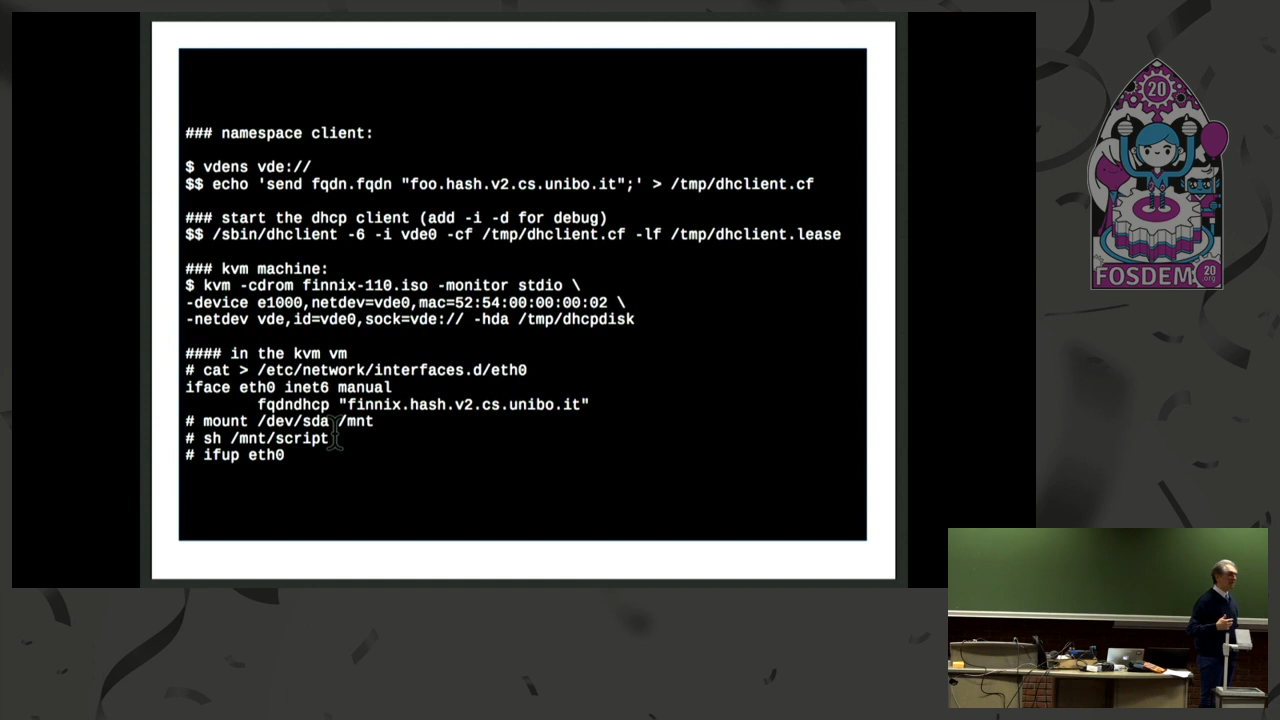 ### namespace client:
$ vdens vde://
$$ echo 'send fqdn.fqdn "foo.hash.v2.cs.unibo.it";' > /tmp/dhclient.cf
### start the dhcp client (add -i -d for debug)
$$ /sbin/dhclient -6 -i vde0 -cf /tmp/dhclient.cf -lf /tmp/dhclient.lease
### kvm machine:
$ kvm -cdrom finnix-110.iso -monitor stdio \
-device e1000,netdev=vde0,mac=52:54:00:00:00:02 \
-netdev vde,id=vde0,sock=vde:// -hda /tmp/dhcpdisk
#### in the kvm vm
# cat > /etc/network/interfaces.d/eth0
iface eth0 inet6 manual
fqdndhcp "finnix.hash.v2.cs.unibo.it"
# mount /dev/sda /mnt
# sh /mnt/script
# ifup eth0
20
FOSDEM 20
.org